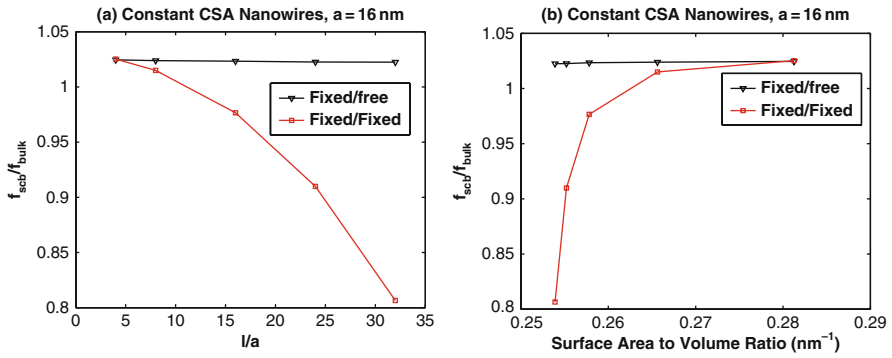 (a) Constant CSA Nanowires, a = 16 nm
1.05
1
0.95
0.9
0.85
0.8
f_scb/f_bulk
Fixed/free
Fixed/Fixed
0 5 10 15 20 25 30 35
l/a
(b) Constant CSA Nanowires, a = 16 nm
1.05
1
0.95
0.9
0.85
0.8
f_scb/f_bulk
Fixed/free
Fixed/Fixed
0.25 0.26 0.27 0.28 0.29
Surface Area to Volume Ratio (nm⁻¹)